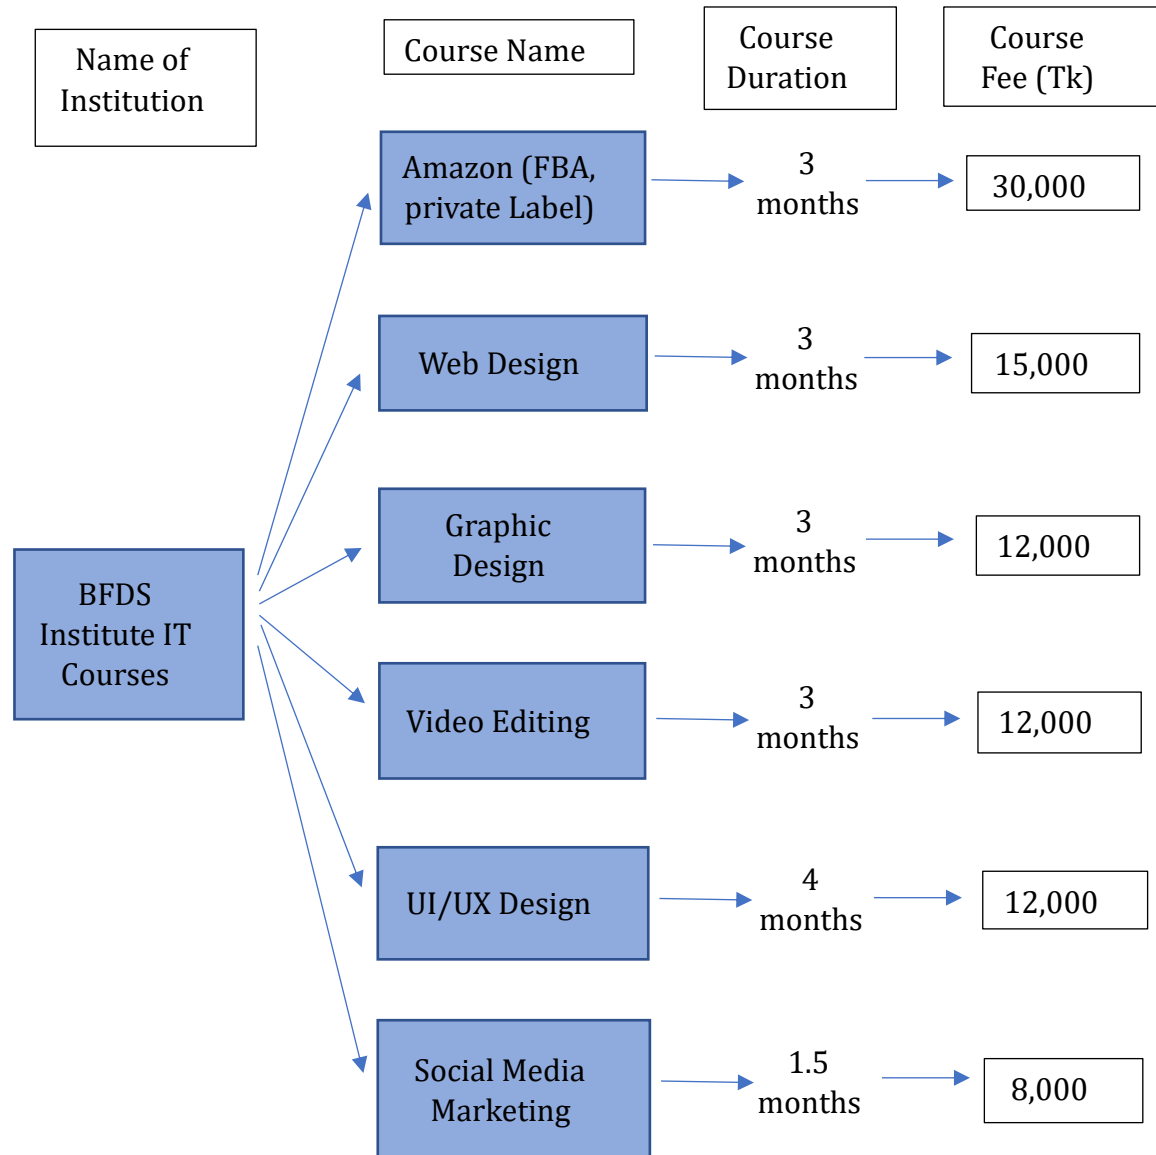 Name of
Institution
Course Name
Course
Duration
Course
Fee (Tk)
Amazon (FBA,
private Label)
3
months
30,000
Web Design
3
months
15,000
Graphic
Design
3
months
12,000
BFDS
Institute IT
Courses
Video Editing
3
months
12,000
UI/UX Design
4
months
12,000
Social Media
Marketing
1.5
months
8,000